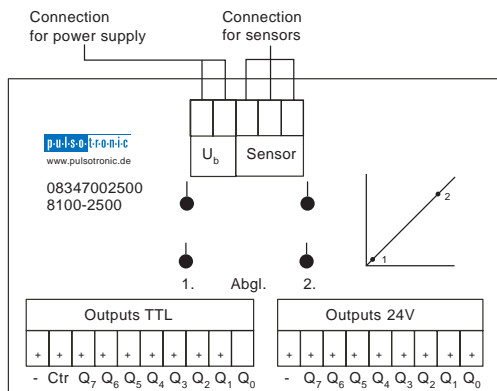 Connection
for power supply
Connection
for sensors
p·u·l·s·o·t·r·o·n·i·c
www.pulsotronic.de
U_b Sensor
08347002500
8100-2500
2
1
1. Abgl. 2.
Outputs TTL
+ + + + + + + + +
- Ctr Q7 Q6 Q5 Q4 Q3 Q2 Q1 Q0
Outputs 24V
+ + + + + + + + +
- Q7 Q6 Q5 Q4 Q3 Q2 Q1 Q0